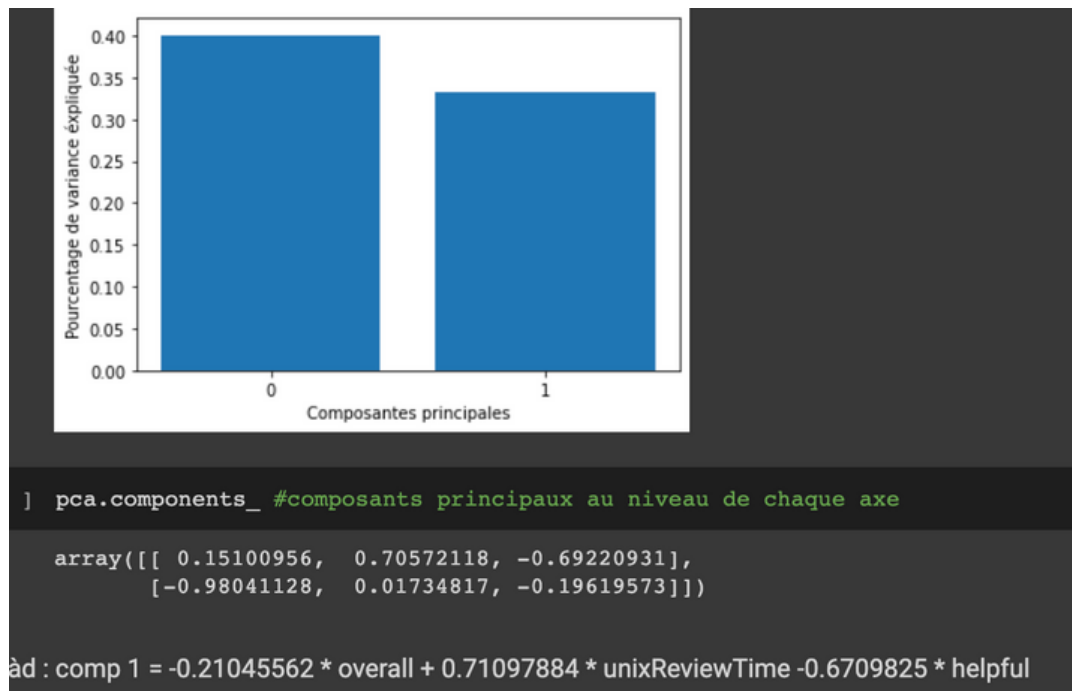 0.40
0.35
0.30
0.25
0.20
0.15
0.10
0.05
0.00
Pourcentage de variance éxpliquée
0 1
Composantes principales
] pca.components_ #composants principaux au niveau de chaque axe
array([[ 0.15100956, 0.70572118, -0.69220931],
[-0.98041128, 0.01734817, -0.19619573]])
àd : comp 1 = -0.21045562 * overall + 0.71097884 * unixReviewTime -0.6709825 * helpful